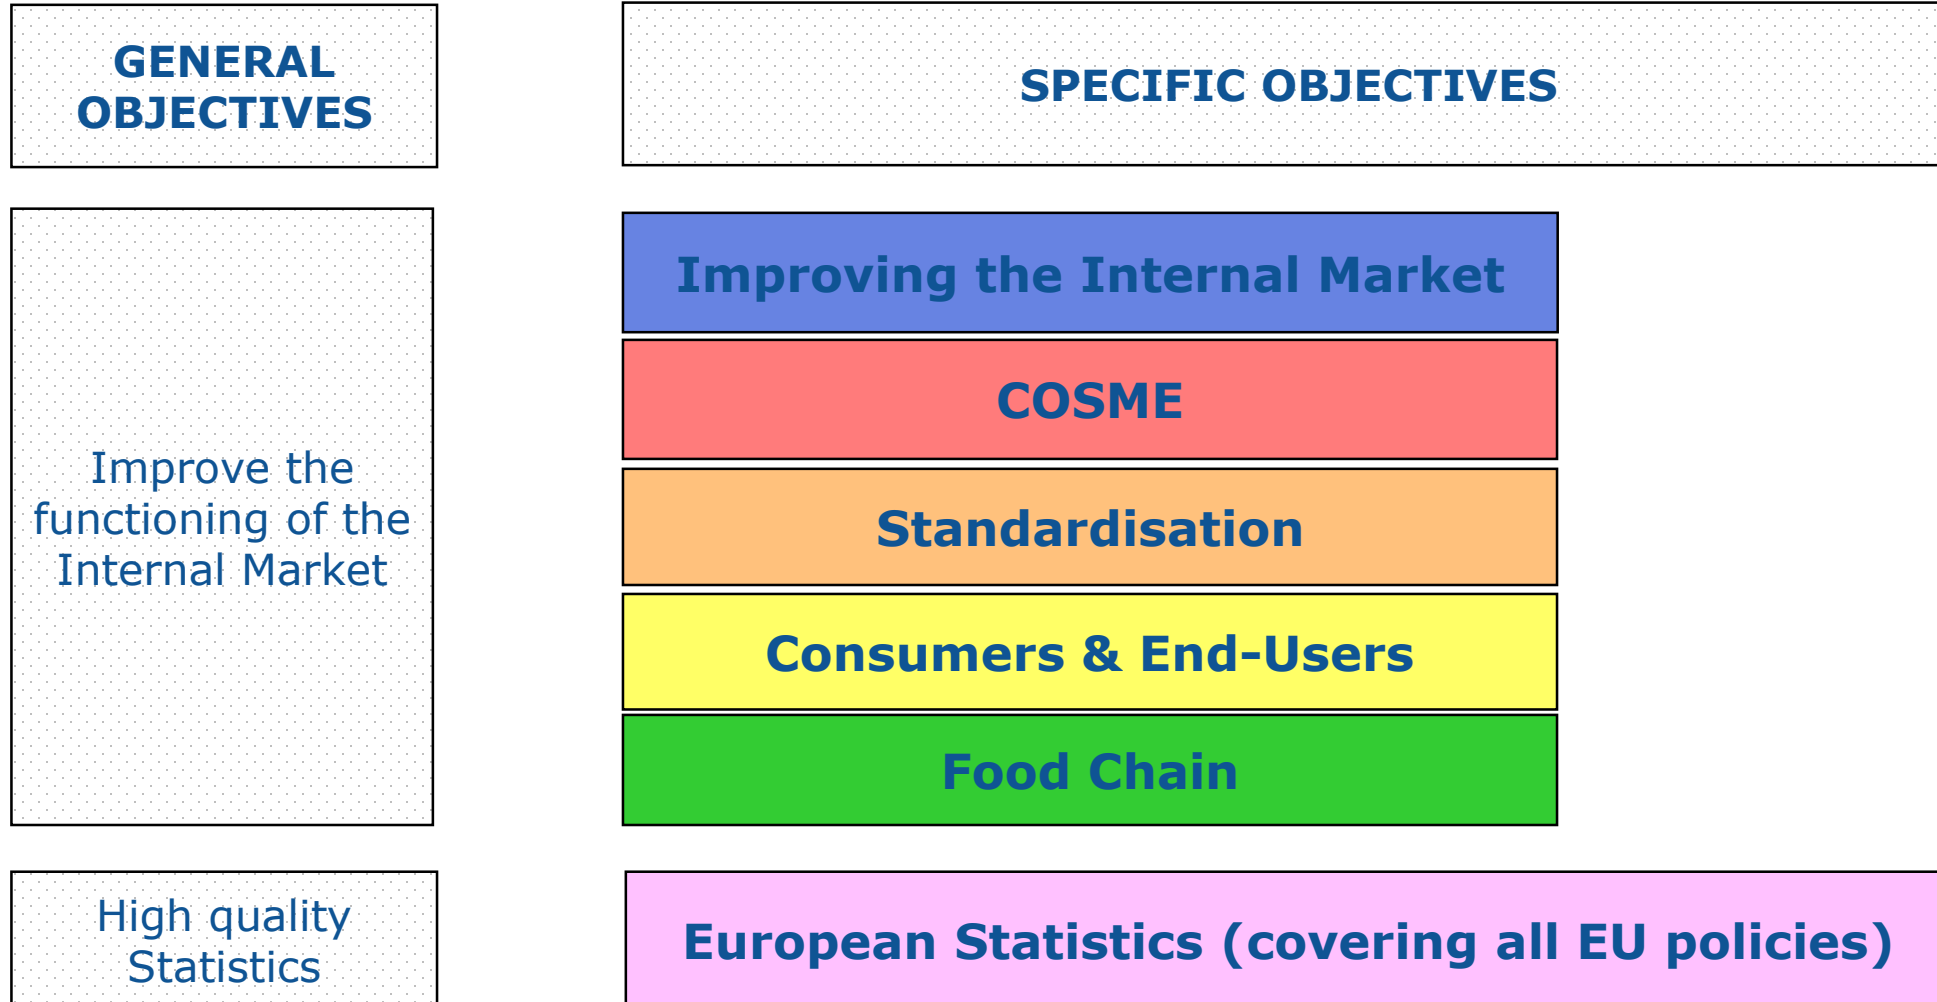 GENERAL
OBJECTIVES
SPECIFIC OBJECTIVES
Improve the
functioning of the
Internal Market
Improving the Internal Market
COSME
Standardisation
Consumers & End-Users
Food Chain
High quality
Statistics
European Statistics (covering all EU policies)